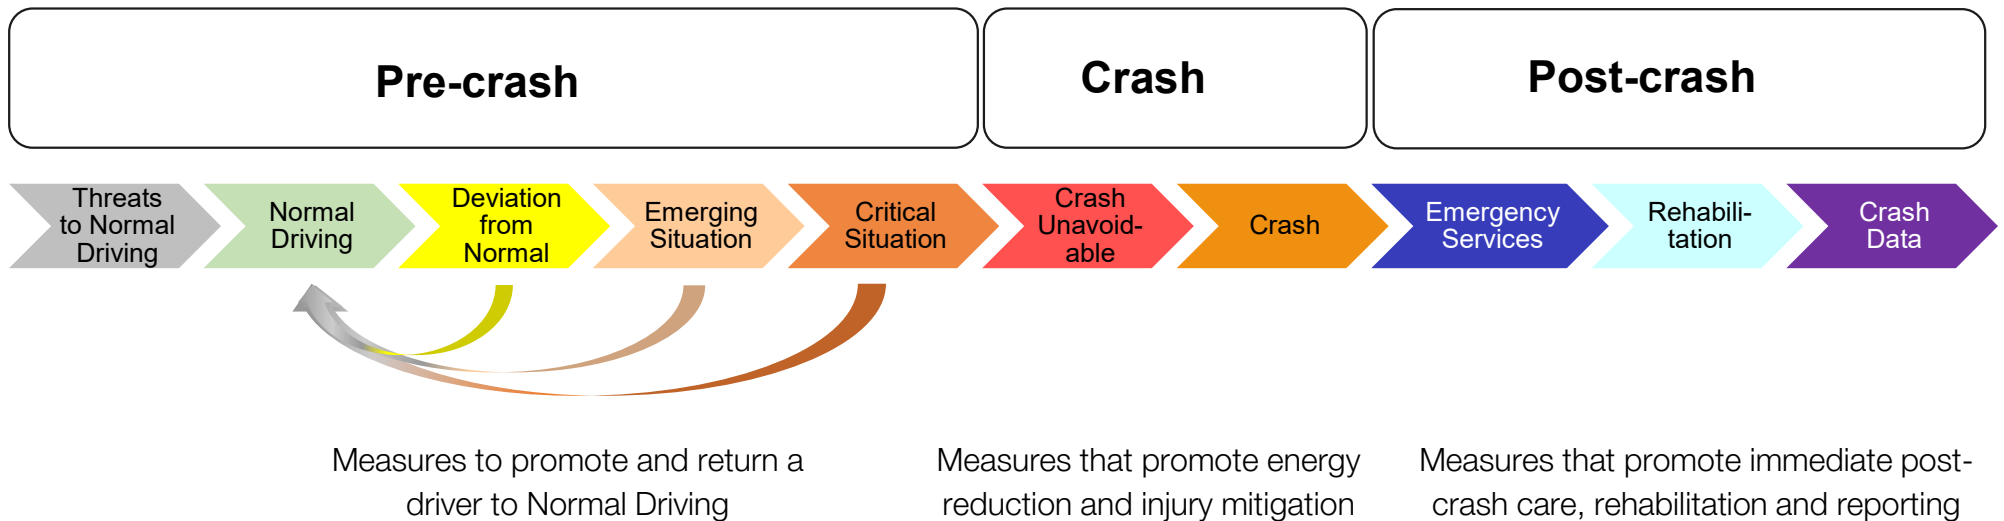 Pre-crash
Crash
Post-crash
Threats
to Normal
Driving
Normal
Driving
Deviation
from
Normal
Emerging
Situation
Critical
Situation
Crash
Unavoid-
able
Crash
Emergency
Services
Rehabili-
tation
Crash
Data
Measures to promote and return a
driver to Normal Driving
Measures that promote energy
reduction and injury mitigation
Measures that promote immediate post-
crash care, rehabilitation and reporting